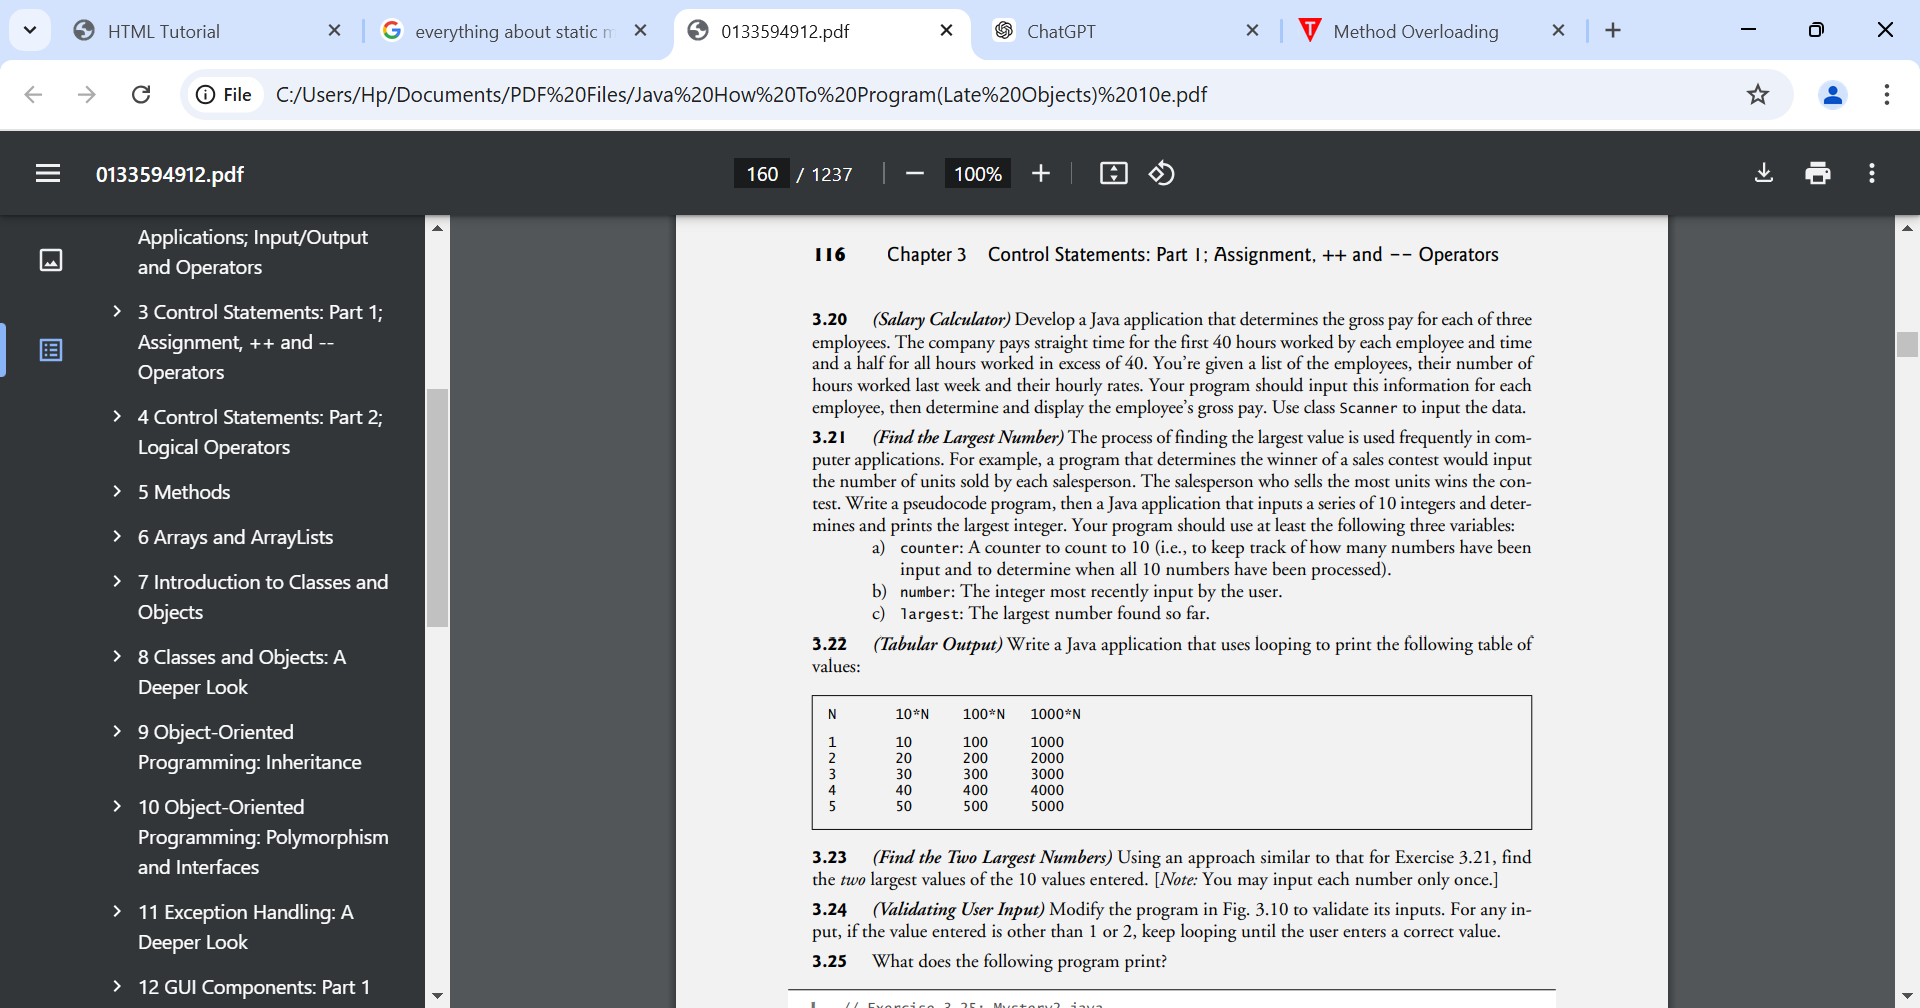 HTML Tutorial
everything about static m
0133594912.pdf
ChatGPT
Method Overloading
File
C:/Users/Hp/Documents/PDF%20Files/Java%20How%20To%20Program(Late%20Objects)%2010e.pdf
0133594912.pdf
160 / 1237
100%
Applications; Input/Output
and Operators
3 Control Statements: Part 1;
Assignment, ++ and --
Operators
4 Control Statements: Part 2;
Logical Operators
5 Methods
6 Arrays and ArrayLists
7 Introduction to Classes and
Objects
8 Classes and Objects: A
Deeper Look
9 Object-Oriented
Programming: Inheritance
10 Object-Oriented
Programming: Polymorphism
and Interfaces
11 Exception Handling: A
Deeper Look
12 GUI Components: Part 1
116 Chapter 3 Control Statements: Part 1; Assignment, ++ and -- Operators
3.20 (Salary Calculator) Develop a Java application that determines the gross pay for each of three
employees. The company pays straight time for the first 40 hours worked by each employee and time
and a half for all hours worked in excess of 40. You're given a list of the employees, their number of
hours worked last week and their hourly rates. Your program should input this information for each
employee, then determine and display the employee's gross pay. Use class Scanner to input the data.
3.21 (Find the Largest Number) The process of finding the largest value is used frequently in com-
puter applications. For example, a program that determines the winner of a sales contest would input
the number of units sold by each salesperson. The salesperson who sells the most units wins the con-
test. Write a pseudocode program, then a Java application that inputs a series of 10 integers and deter-
mines and prints the largest integer. Your program should use at least the following three variables:
a) counter: A counter to count to 10 (i.e., to keep track of how many numbers have been
input and to determine when all 10 numbers have been processed).
b) number: The integer most recently input by the user.
c) largest: The largest number found so far.
3.22 (Tabular Output) Write a Java application that uses looping to print the following table of
values:
N 10*N 100*N 1000*N
1 10 100 1000
2 20 200 2000
3 30 300 3000
4 40 400 4000
5 50 500 5000
3.23 (Find the Two Largest Numbers) Using an approach similar to that for Exercise 3.21, find
the two largest values of the 10 values entered. [Note: You may input each number only once.]
3.24 (Validating User Input) Modify the program in Fig. 3.10 to validate its inputs. For any in-
put, if the value entered is other than 1 or 2, keep looping until the user enters a correct value.
3.25 What does the following program print?
// Exercise 3.25: Mystery2.java